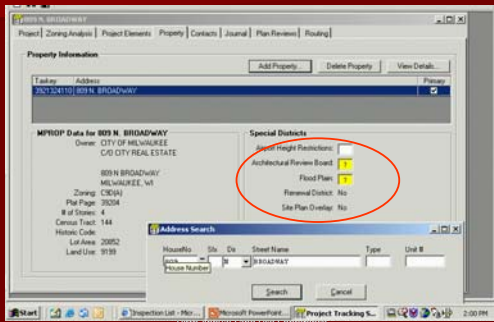 809 N. BROADWAY
Project Zoning Analysis Project Elements Property Contacts Journal Plan Reviews Routing
Property Information
Add Property... Delete Property View Details...
Taxkey Address Primary
3921324110 809 N. BROADWAY
MPROP Data for 809 N. BROADWAY
Owner: CITY OF MILWAUKEE
C/O CITY REAL ESTATE
809 N BROADWAY
MILWAUKEE, WI
Zoning: C9D(A)
Plat Page: 39204
# of Stories: 4
Census Tract: 144
Historic Code:
Lot Area: 20852
Land Use: 9199
Special Districts
Airport Height Restrictions:
Architectural Review Board: ?
Flood Plain: ?
Renewal District: No
Site Plan Overlay: No
Address Search
HouseNo Sfx Dir Street Name Type Unit #
809 N BROADWAY
House Number
Search Cancel
Start Inspection List - Micr... Microsoft PowerPoint... Project Tracking S... 2:00 PM